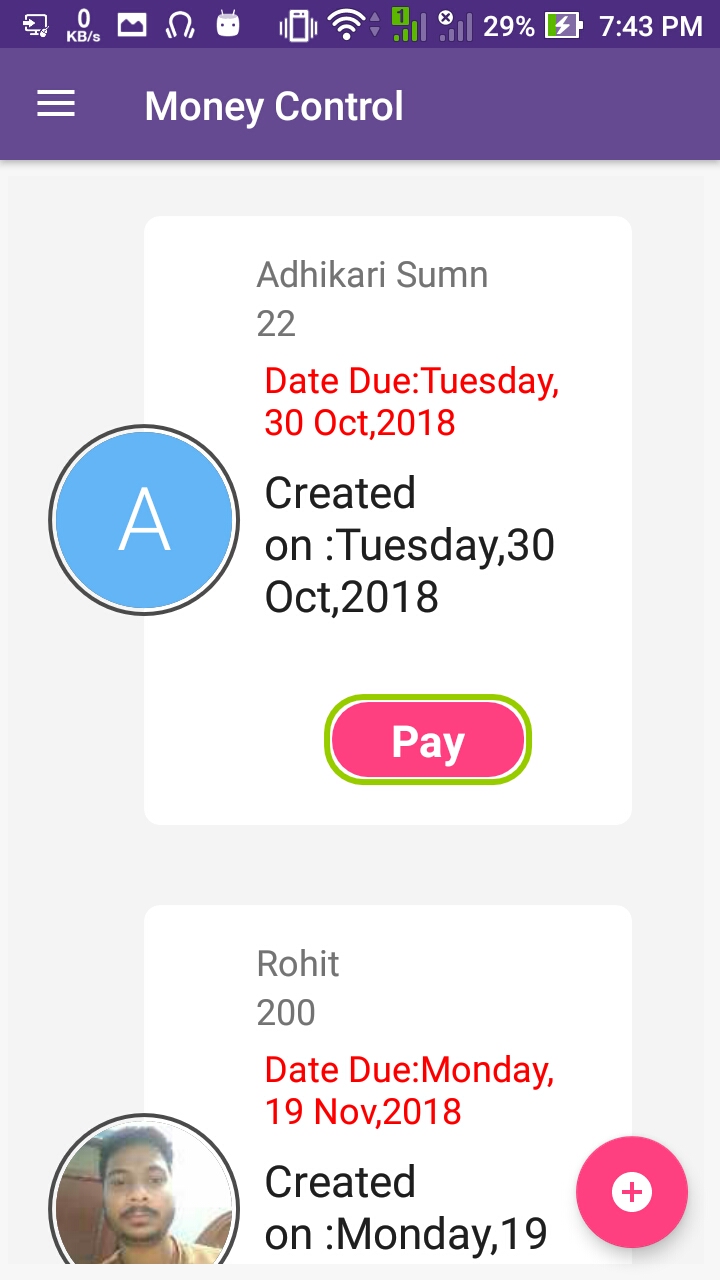 0
KB/s
1
29%
7:43 PM
Money Control
Adhikari Sumn
22
Date Due:Tuesday,
30 Oct,2018
A
Created
on :Tuesday,30
Oct,2018
Pay
Rohit
200
Date Due:Monday,
19 Nov,2018
Created
on :Monday,19